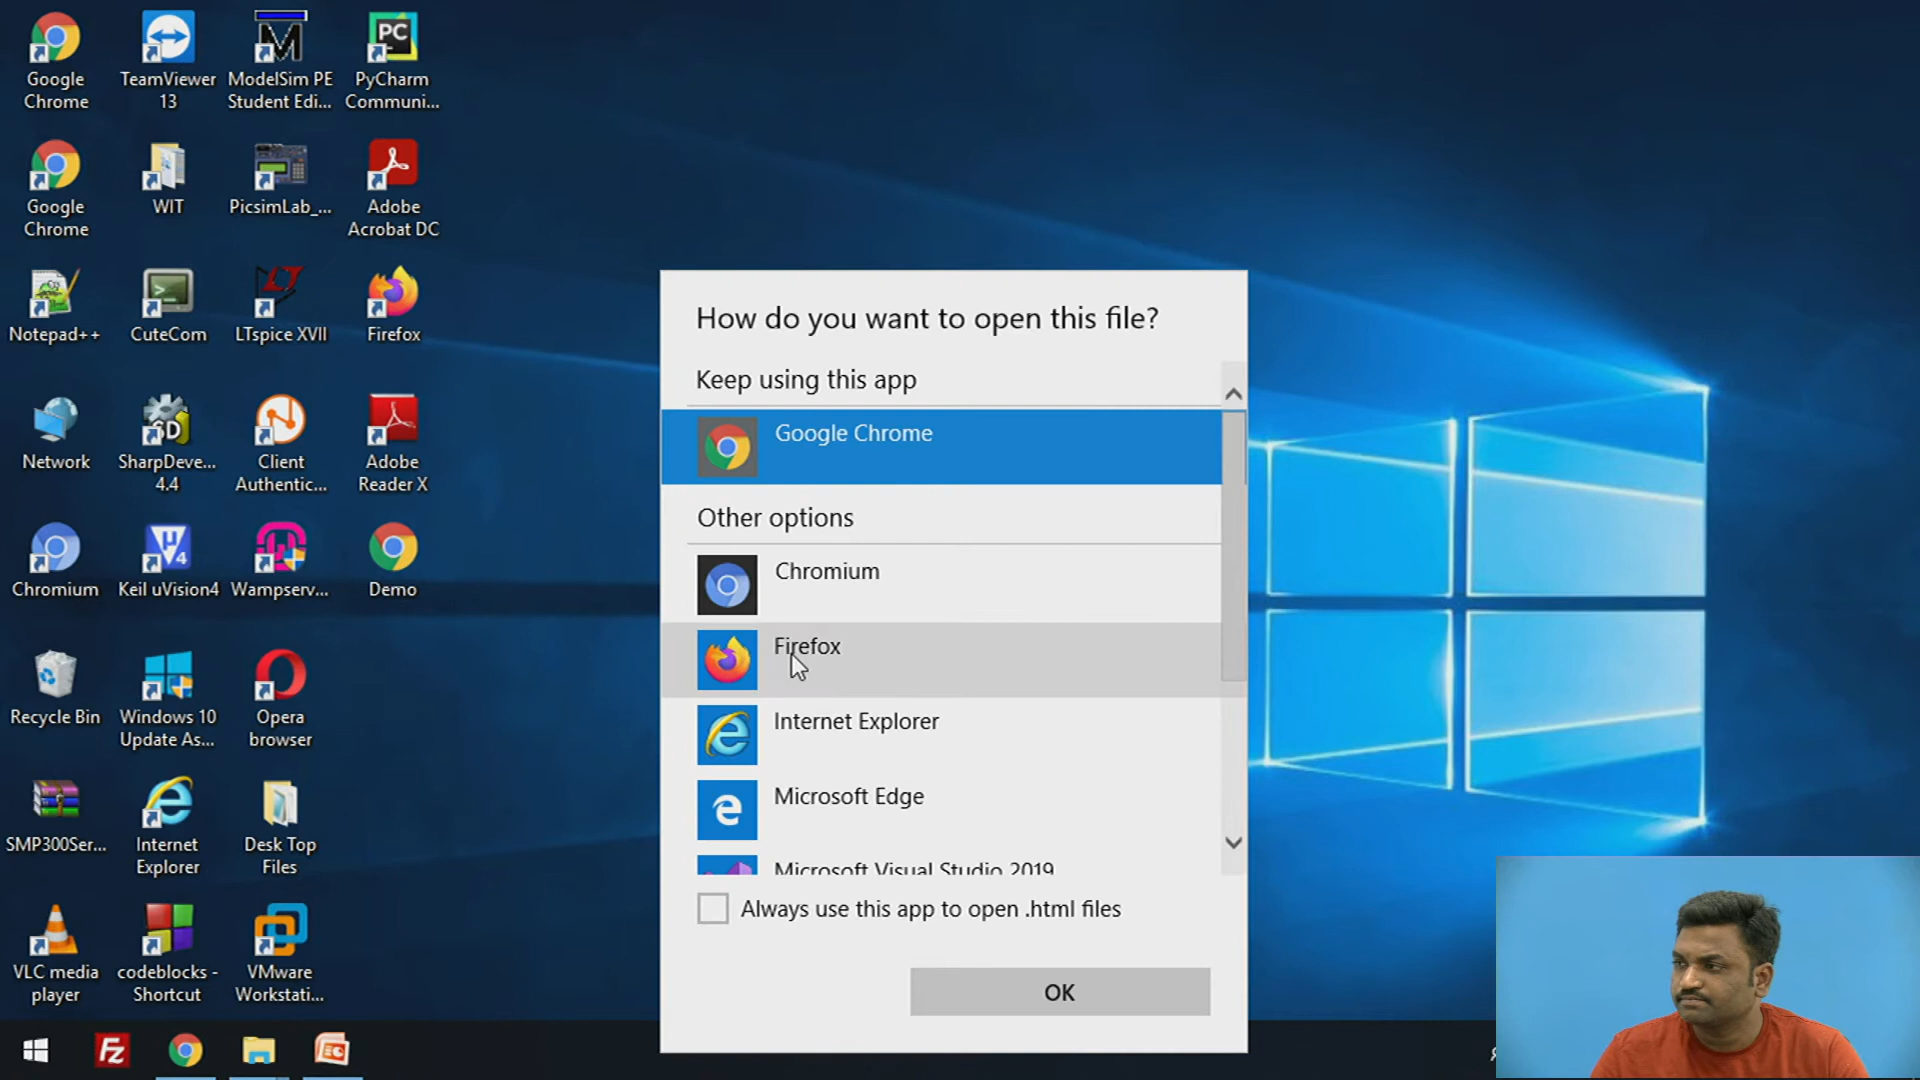 Google
Chrome
TeamViewer
13
ModelSim PE
Student Edi...
PC
PyCharm
Communi...
Google
Chrome
WIT
PicsimLab_...
Adobe
Acrobat DC
Notepad++
CuteCom
LTspice XVII
Firefox
Network
SharpDeve...
4.4
Client
Authentic...
Adobe
Reader X
Chromium
Keil uVision4
Wampserv...
Demo
Recycle Bin
Windows 10
Update As...
Opera
browser
SMP300Ser...
Internet
Explorer
Desk Top
Files
VLC media
player
codeblocks -
Shortcut
VMware
Workstati...
How do you want to open this file?
Keep using this app
Google Chrome
Other options
Chromium
Firefox
Internet Explorer
Microsoft Edge
Microsoft Visual Studio 2019
Always use this app to open .html files
OK